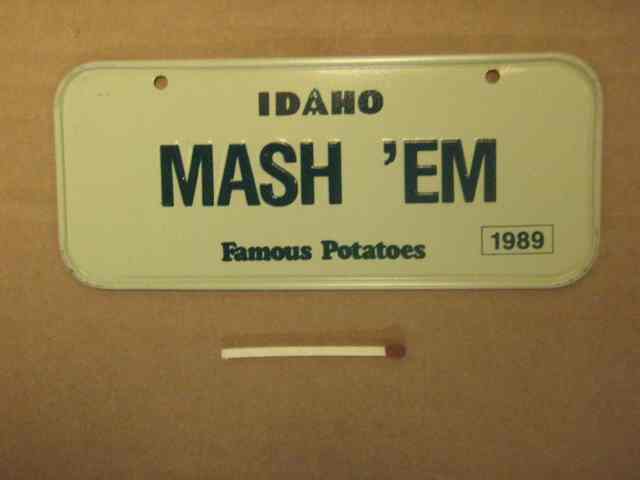 IDAHO
MASH 'EM
Famous Potatoes
1989